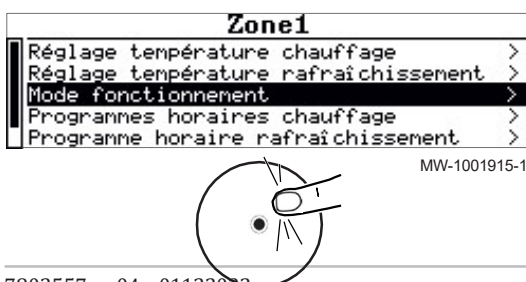 Zone1
Réglage température chauffage >
Réglage température rafraîchissement >
Mode fonctionnement >
Programmes horaires chauffage >
Programme horaire rafraîchissement >
MW-1001915-1